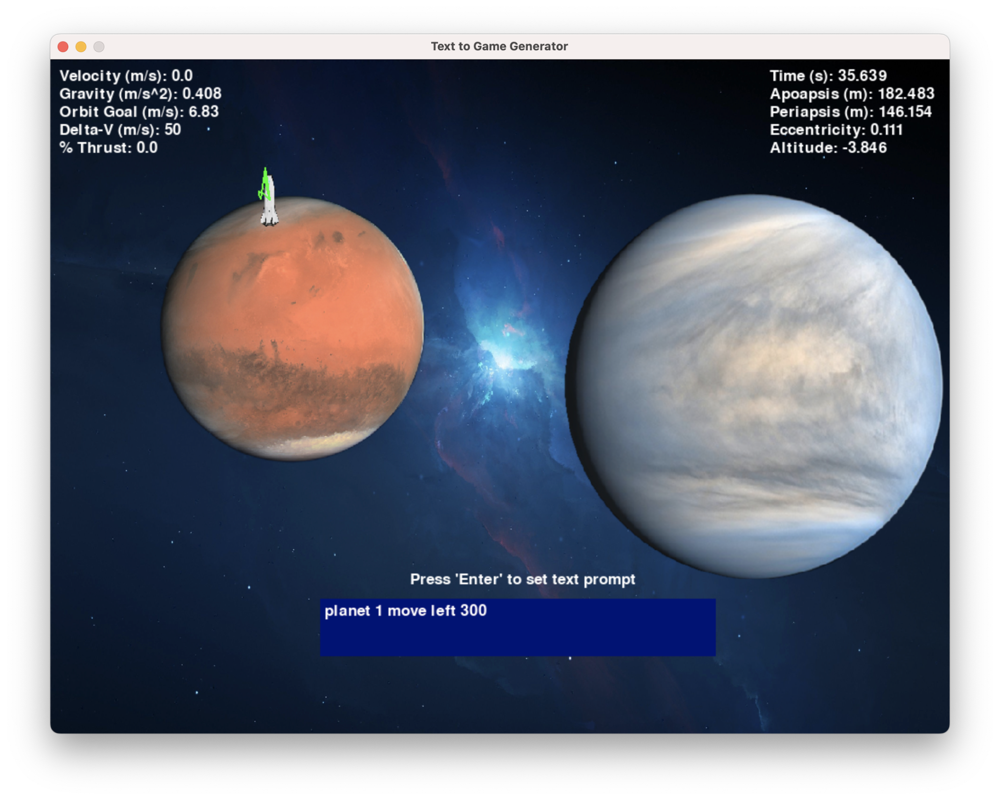 Text to Game Generator
Velocity (m/s): 0.0
Gravity (m/s^2): 0.408
Orbit Goal (m/s): 6.83
Delta-V (m/s): 50
% Thrust: 0.0
Time (s): 35.639
Apoapsis (m): 182.483
Periapsis (m): 146.154
Eccentricity: 0.111
Altitude: -3.846
Press 'Enter' to set text prompt
planet 1 move left 300